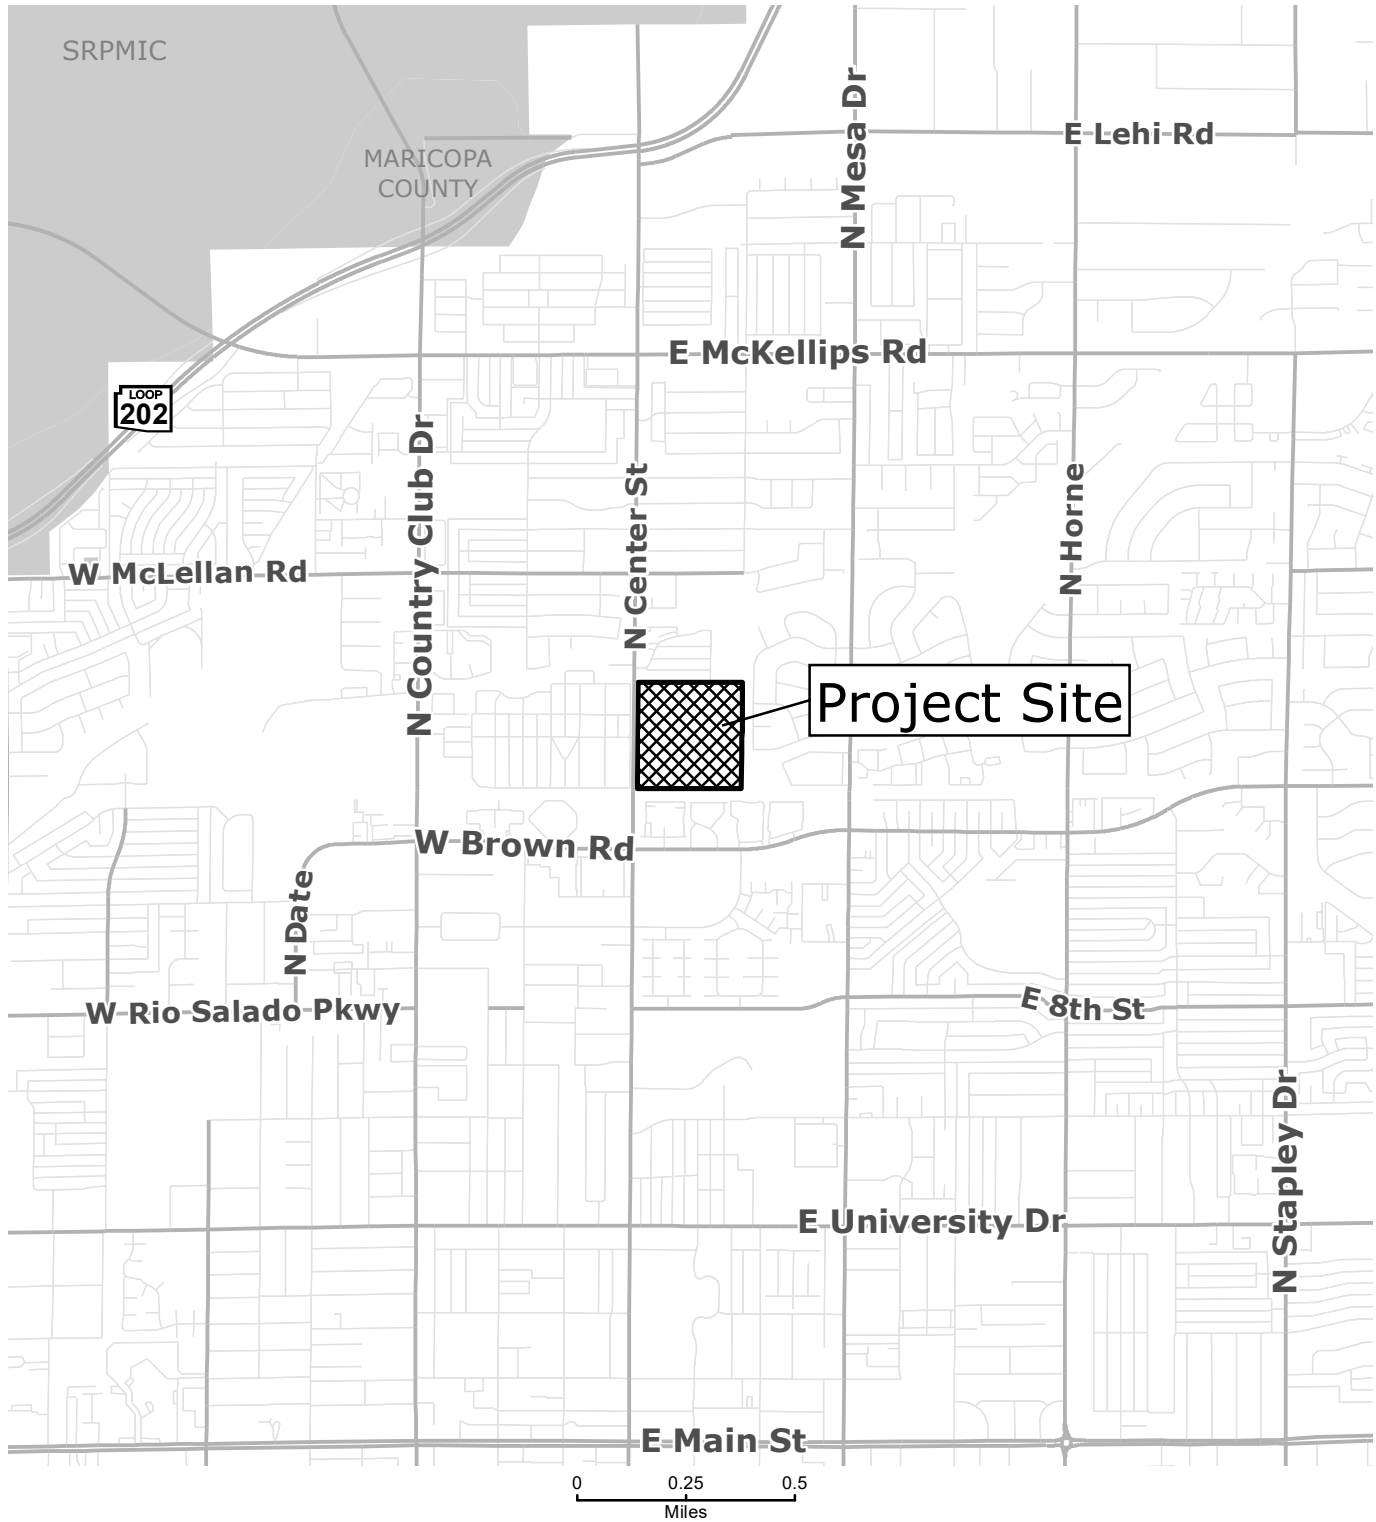 SRPMIC
N Mesa Dr
E Lehi Rd
MARICOPA
COUNTY
E McKellips Rd
LOOP
202
N Country Club Dr
N Center St
N Horne
W McLellan Rd
Project Site
W Brown Rd
N Date
W Rio Salado Pkwy
E 8th St
N Stapley Dr
E University Dr
E Main St
0 0.25 0.5
Miles